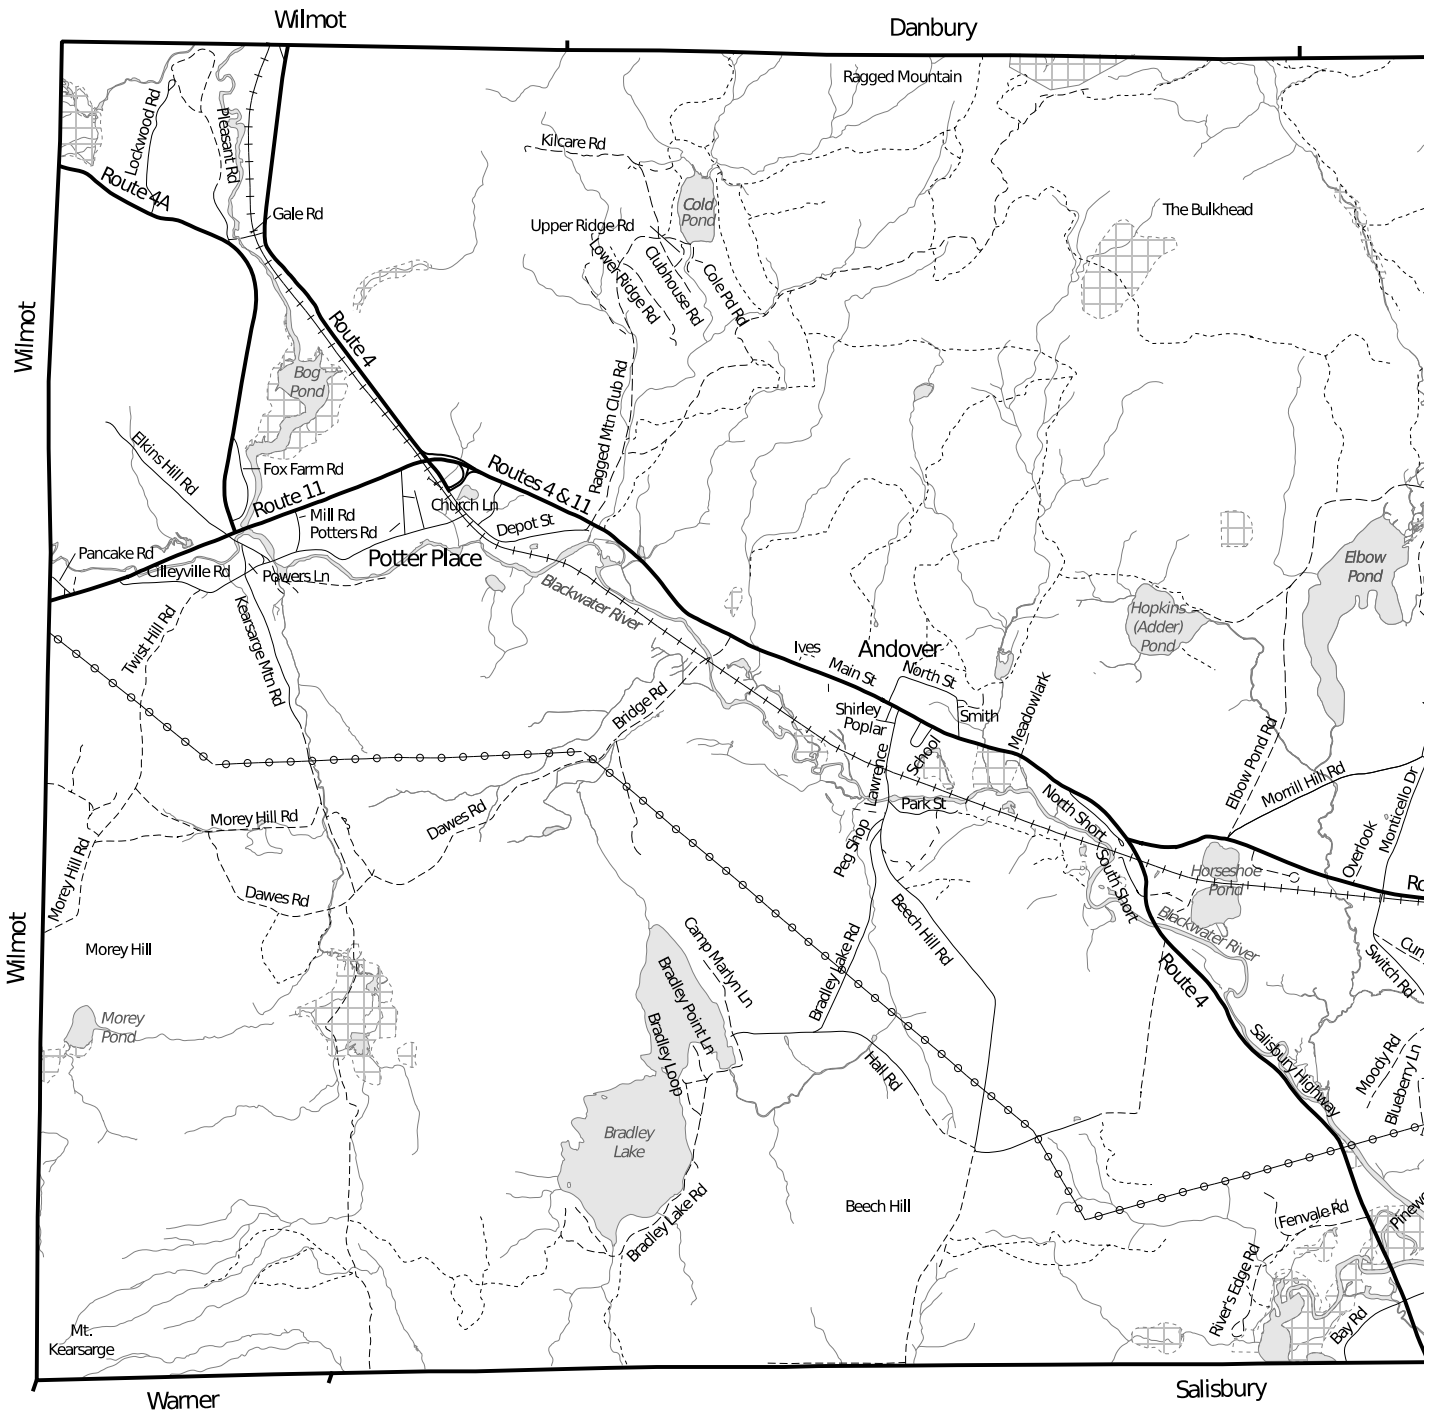 Wilmot
Danbury
Ragged Mountain
Lockwood Rd
Pleasant Rd
Kilcare Rd
Route 4A
Gale Rd
Cold
Pond
The Bulkhead
Upper Ridge Rd
Lower Ridge Rd
Clubhouse Rd
Cole Pd Rd
Wilmot
Route 4
Bog
Pond
Ragged Mtn Club Rd
Elkins Hill Rd
Fox Farm Rd
Route 11
Routes 4 & 11
Church Ln
Mill Rd
Potters Rd
Depot St
Pancake Rd
Potter Place
Cilleyville Rd
Powers Ln
Blackwater River
Elbow
Pond
Hopkins
(Adder)
Pond
Twist Hill Rd
Kearsarge Mtn Rd
Ives
Andover
Main St
North St
Bridge Rd
Shirley
Poplar
Smith
Meadowlark
School
Lawrence
Elbow Pond Rd
Morrill Hill Rd
Monticello Dr
Park St
North Short
Morey Hill Rd
Dawes Rd
Peg Shop
Overlook
Morey Hill Rd
South Short
Horseshoe
Pond
Dawes Rd
Beech Hill Rd
Blackwater River
Wilmot
Morey Hill
Camp Marlyn Ln
Bradley Point Ln
Bradley Lake Rd
Switch Rd
Route 4
Morey
Pond
Bradley Loop
Hall Rd
Salisbury Highway
Moody Rd
Blueberry Ln
Bradley
Lake
Beech Hill
Bradley Lake Rd
Fenvale Rd
River's Edge Rd
Bay Rd
Mt.
Kearsarge
Warner
Salisbury